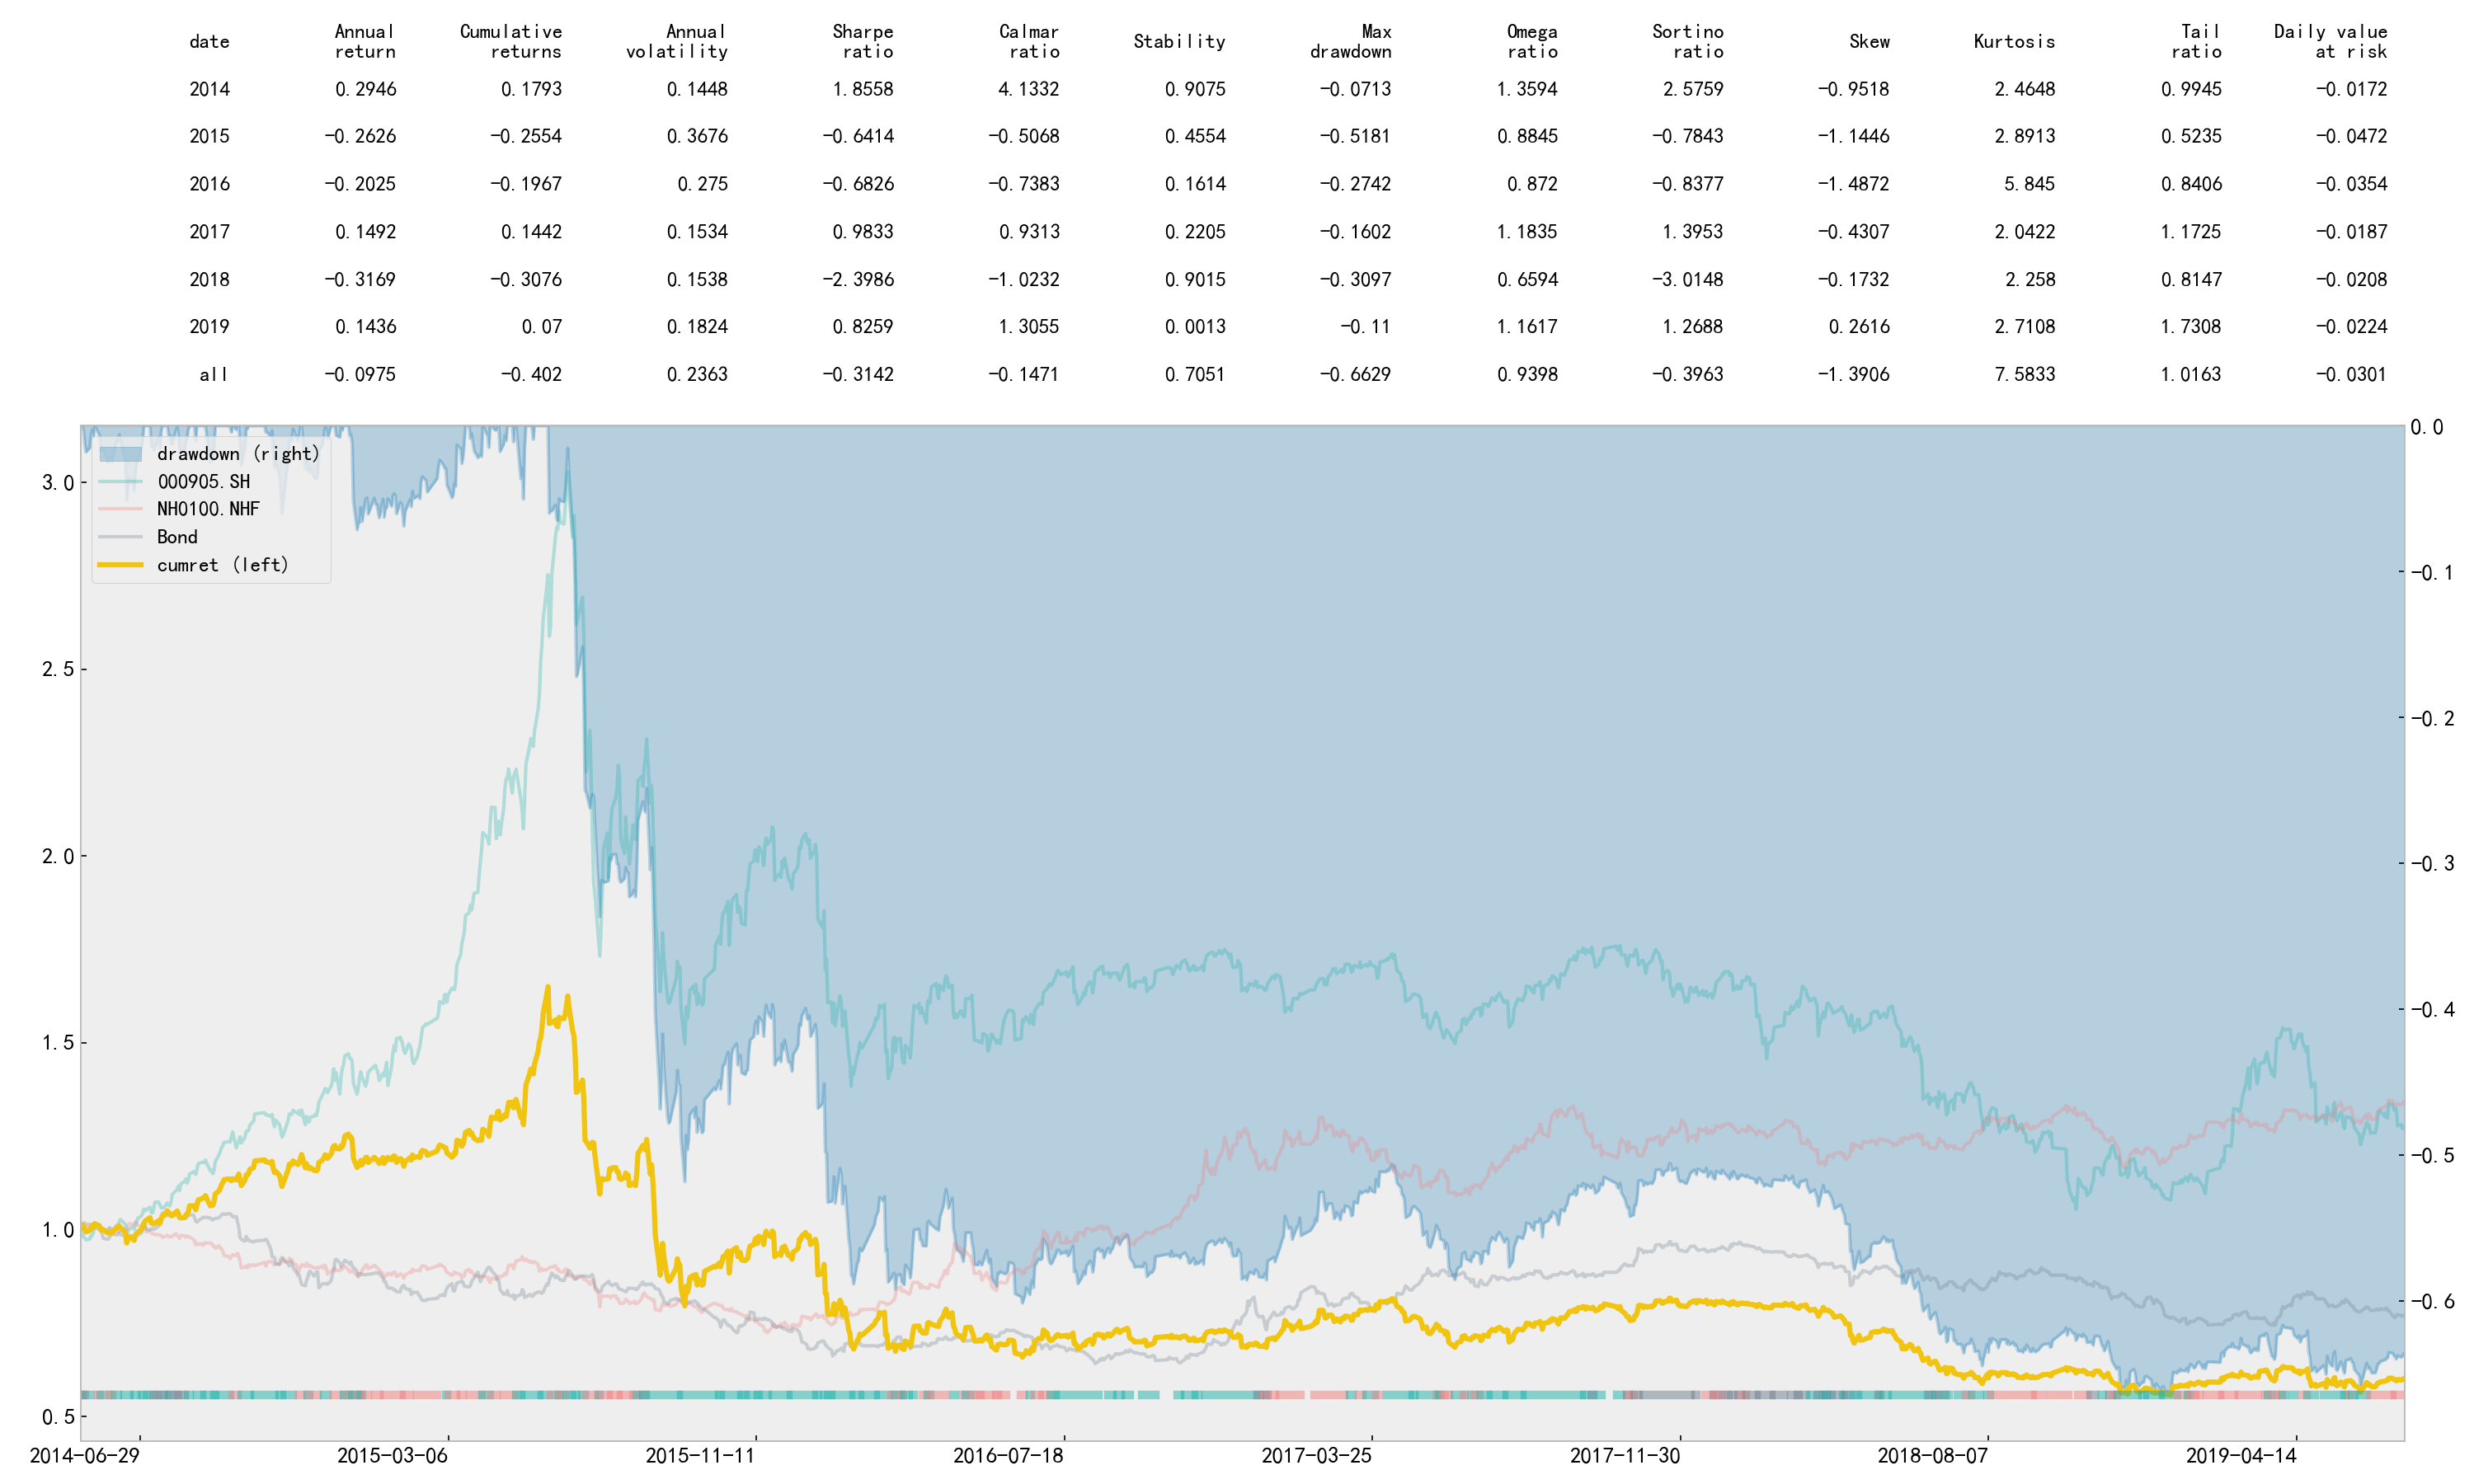 date Annual return Cumulative returns Annual volatility Sharpe ratio Calmar ratio Stability Max drawdown Omega ratio Sortino ratio Skew Kurtosis Tail ratio Daily value at risk
2014 0.2946 0.1793 0.1448 1.8558 4.1332 0.9075 -0.0713 1.3594 2.5759 -0.9518 2.4648 0.9945 -0.0172
2015 -0.2626 -0.2554 0.3676 -0.6414 -0.5068 0.4554 -0.5181 0.8845 -0.7843 -1.1446 2.8913 0.5235 -0.0472
2016 -0.2025 -0.1967 0.275 -0.6826 -0.7383 0.1614 -0.2742 0.872 -0.8377 -1.4872 5.845 0.8406 -0.0354
2017 0.1492 0.1442 0.1534 0.9833 0.9313 0.2205 -0.1602 1.1835 1.3953 -0.4307 2.0422 1.1725 -0.0187
2018 -0.3169 -0.3076 0.1538 -2.3986 -1.0232 0.9015 -0.3097 0.6594 -3.0148 -0.1732 2.258 0.8147 -0.0208
2019 0.1436 0.07 0.1824 0.8259 1.3055 0.0013 -0.11 1.1617 1.2688 0.2616 2.7108 1.7308 -0.0224
all -0.0975 -0.402 0.2363 -0.3142 -0.1471 0.7051 -0.6629 0.9398 -0.3963 -1.3906 7.5833 1.0163 -0.0301
drawdown (right)
000905.SH
NH0100.NHF
Bond
cumret (left)
3.0
2.5
2.0
1.5
1.0
0.5
0.0
-0.1
-0.2
-0.3
-0.4
-0.5
-0.6
2014-06-29 2015-03-06 2015-11-11 2016-07-18 2017-03-25 2017-11-30 2018-08-07 2019-04-14